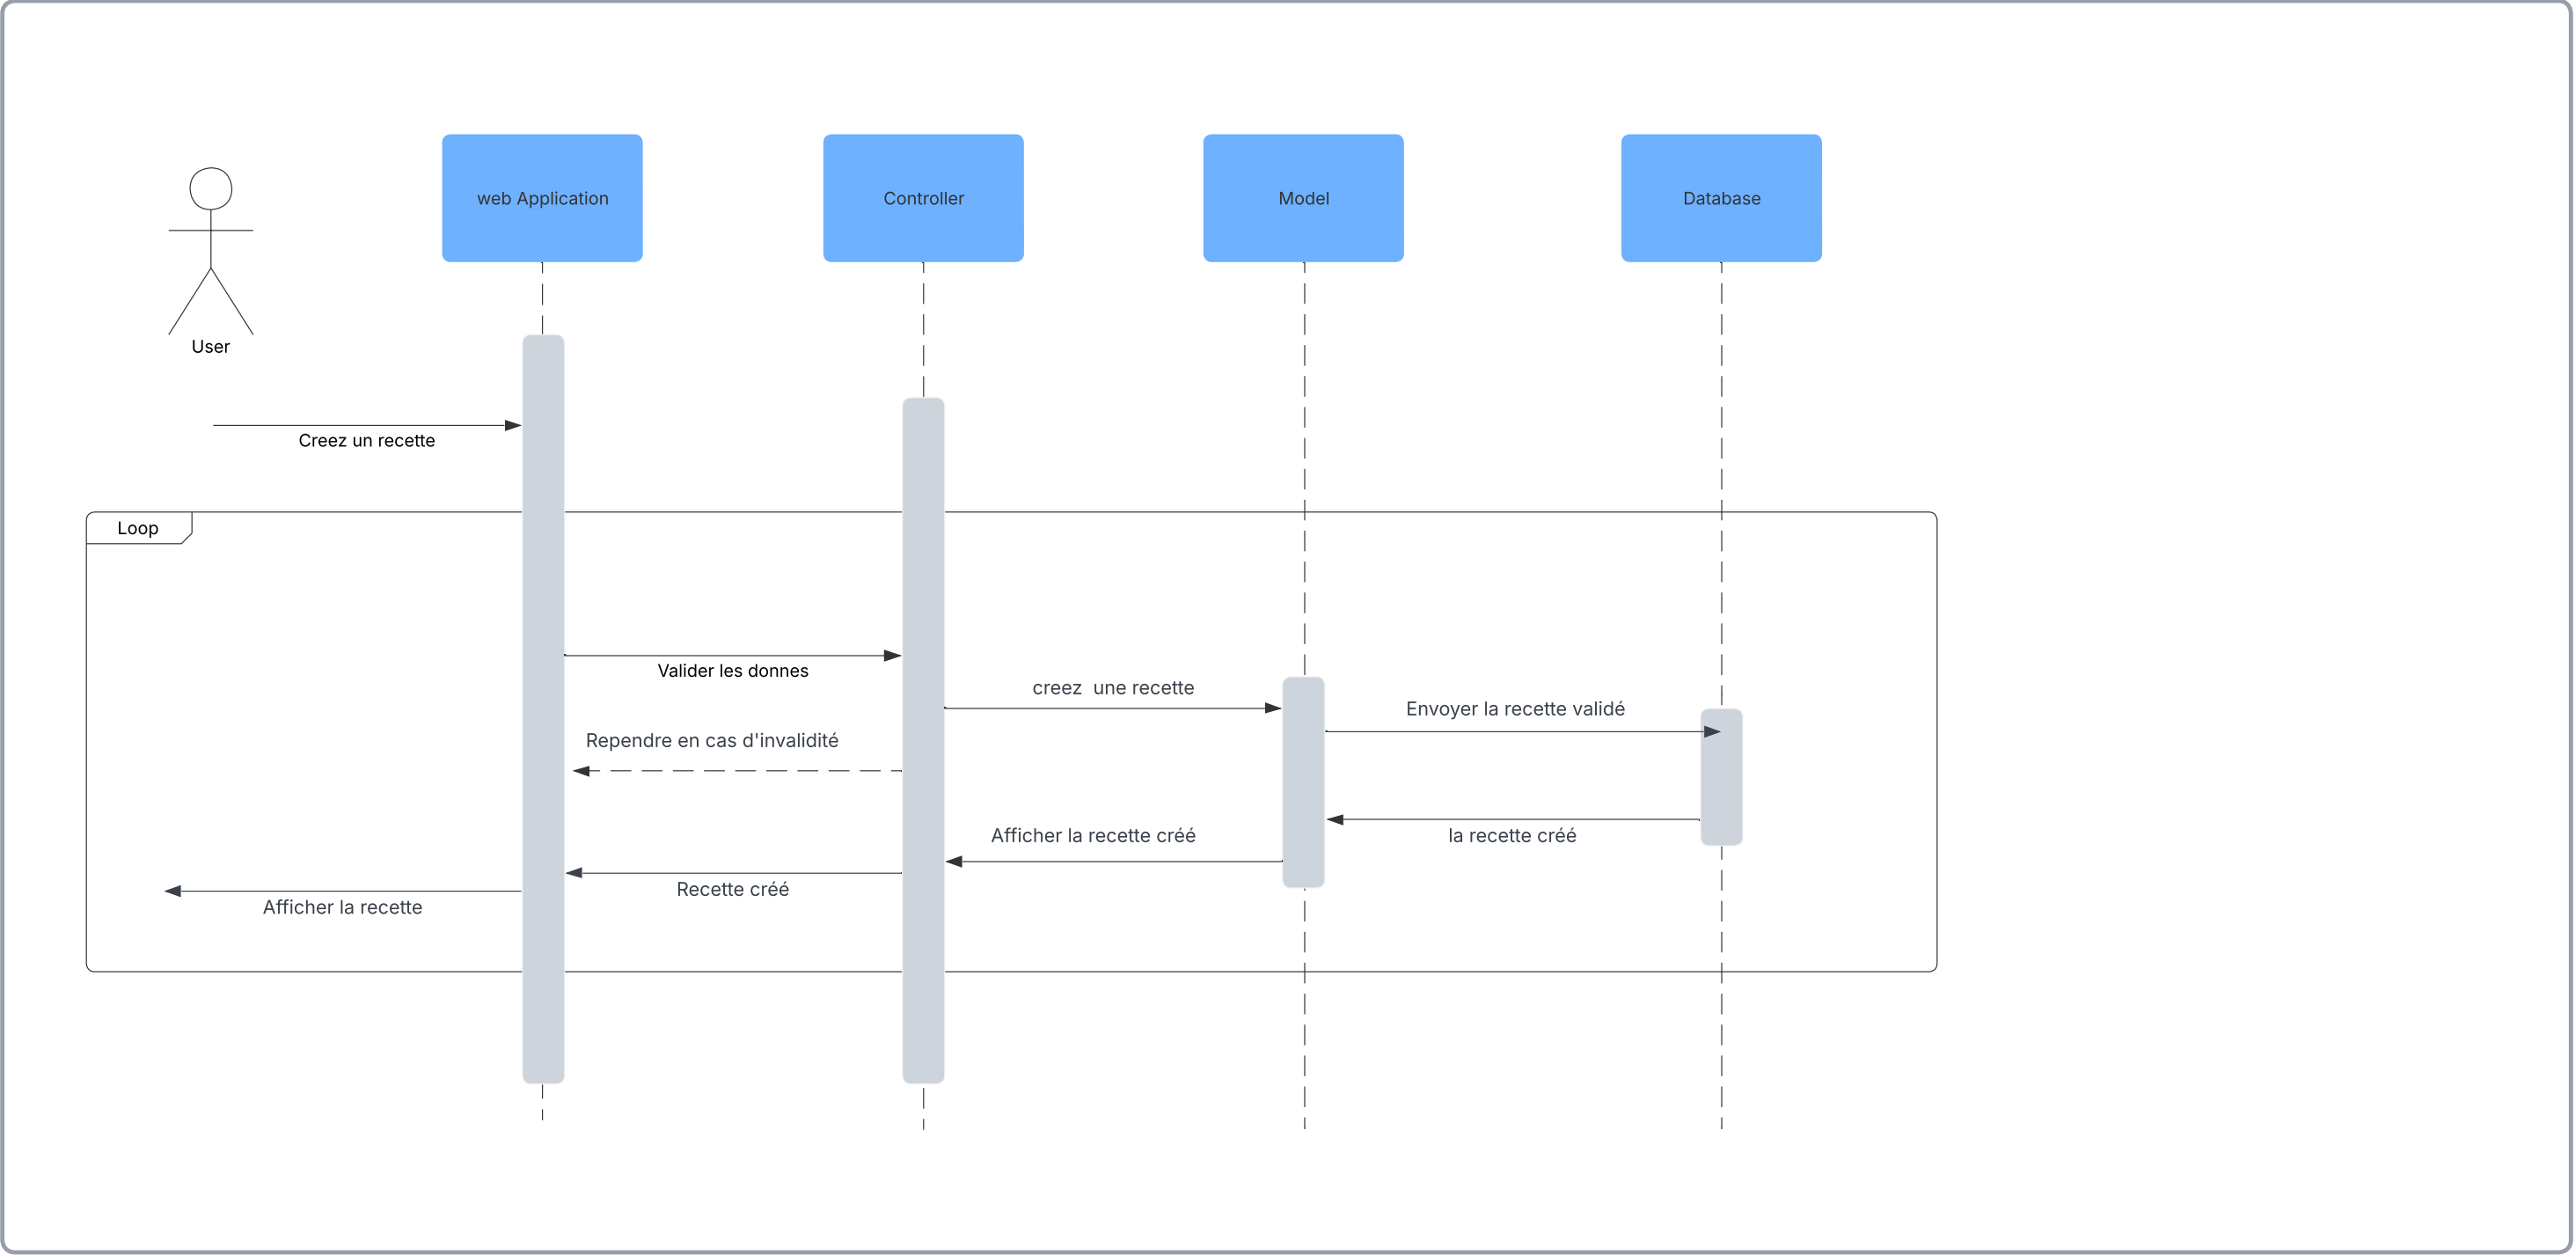 web Application
Controller
Model
Database
User
Creez un recette
Loop
Valider les donnes
creez  une recette
Envoyer la recette validé
Rependre en cas d'invalidité
Afficher la recette créé
la recette créé
Recette créé
Afficher la recette